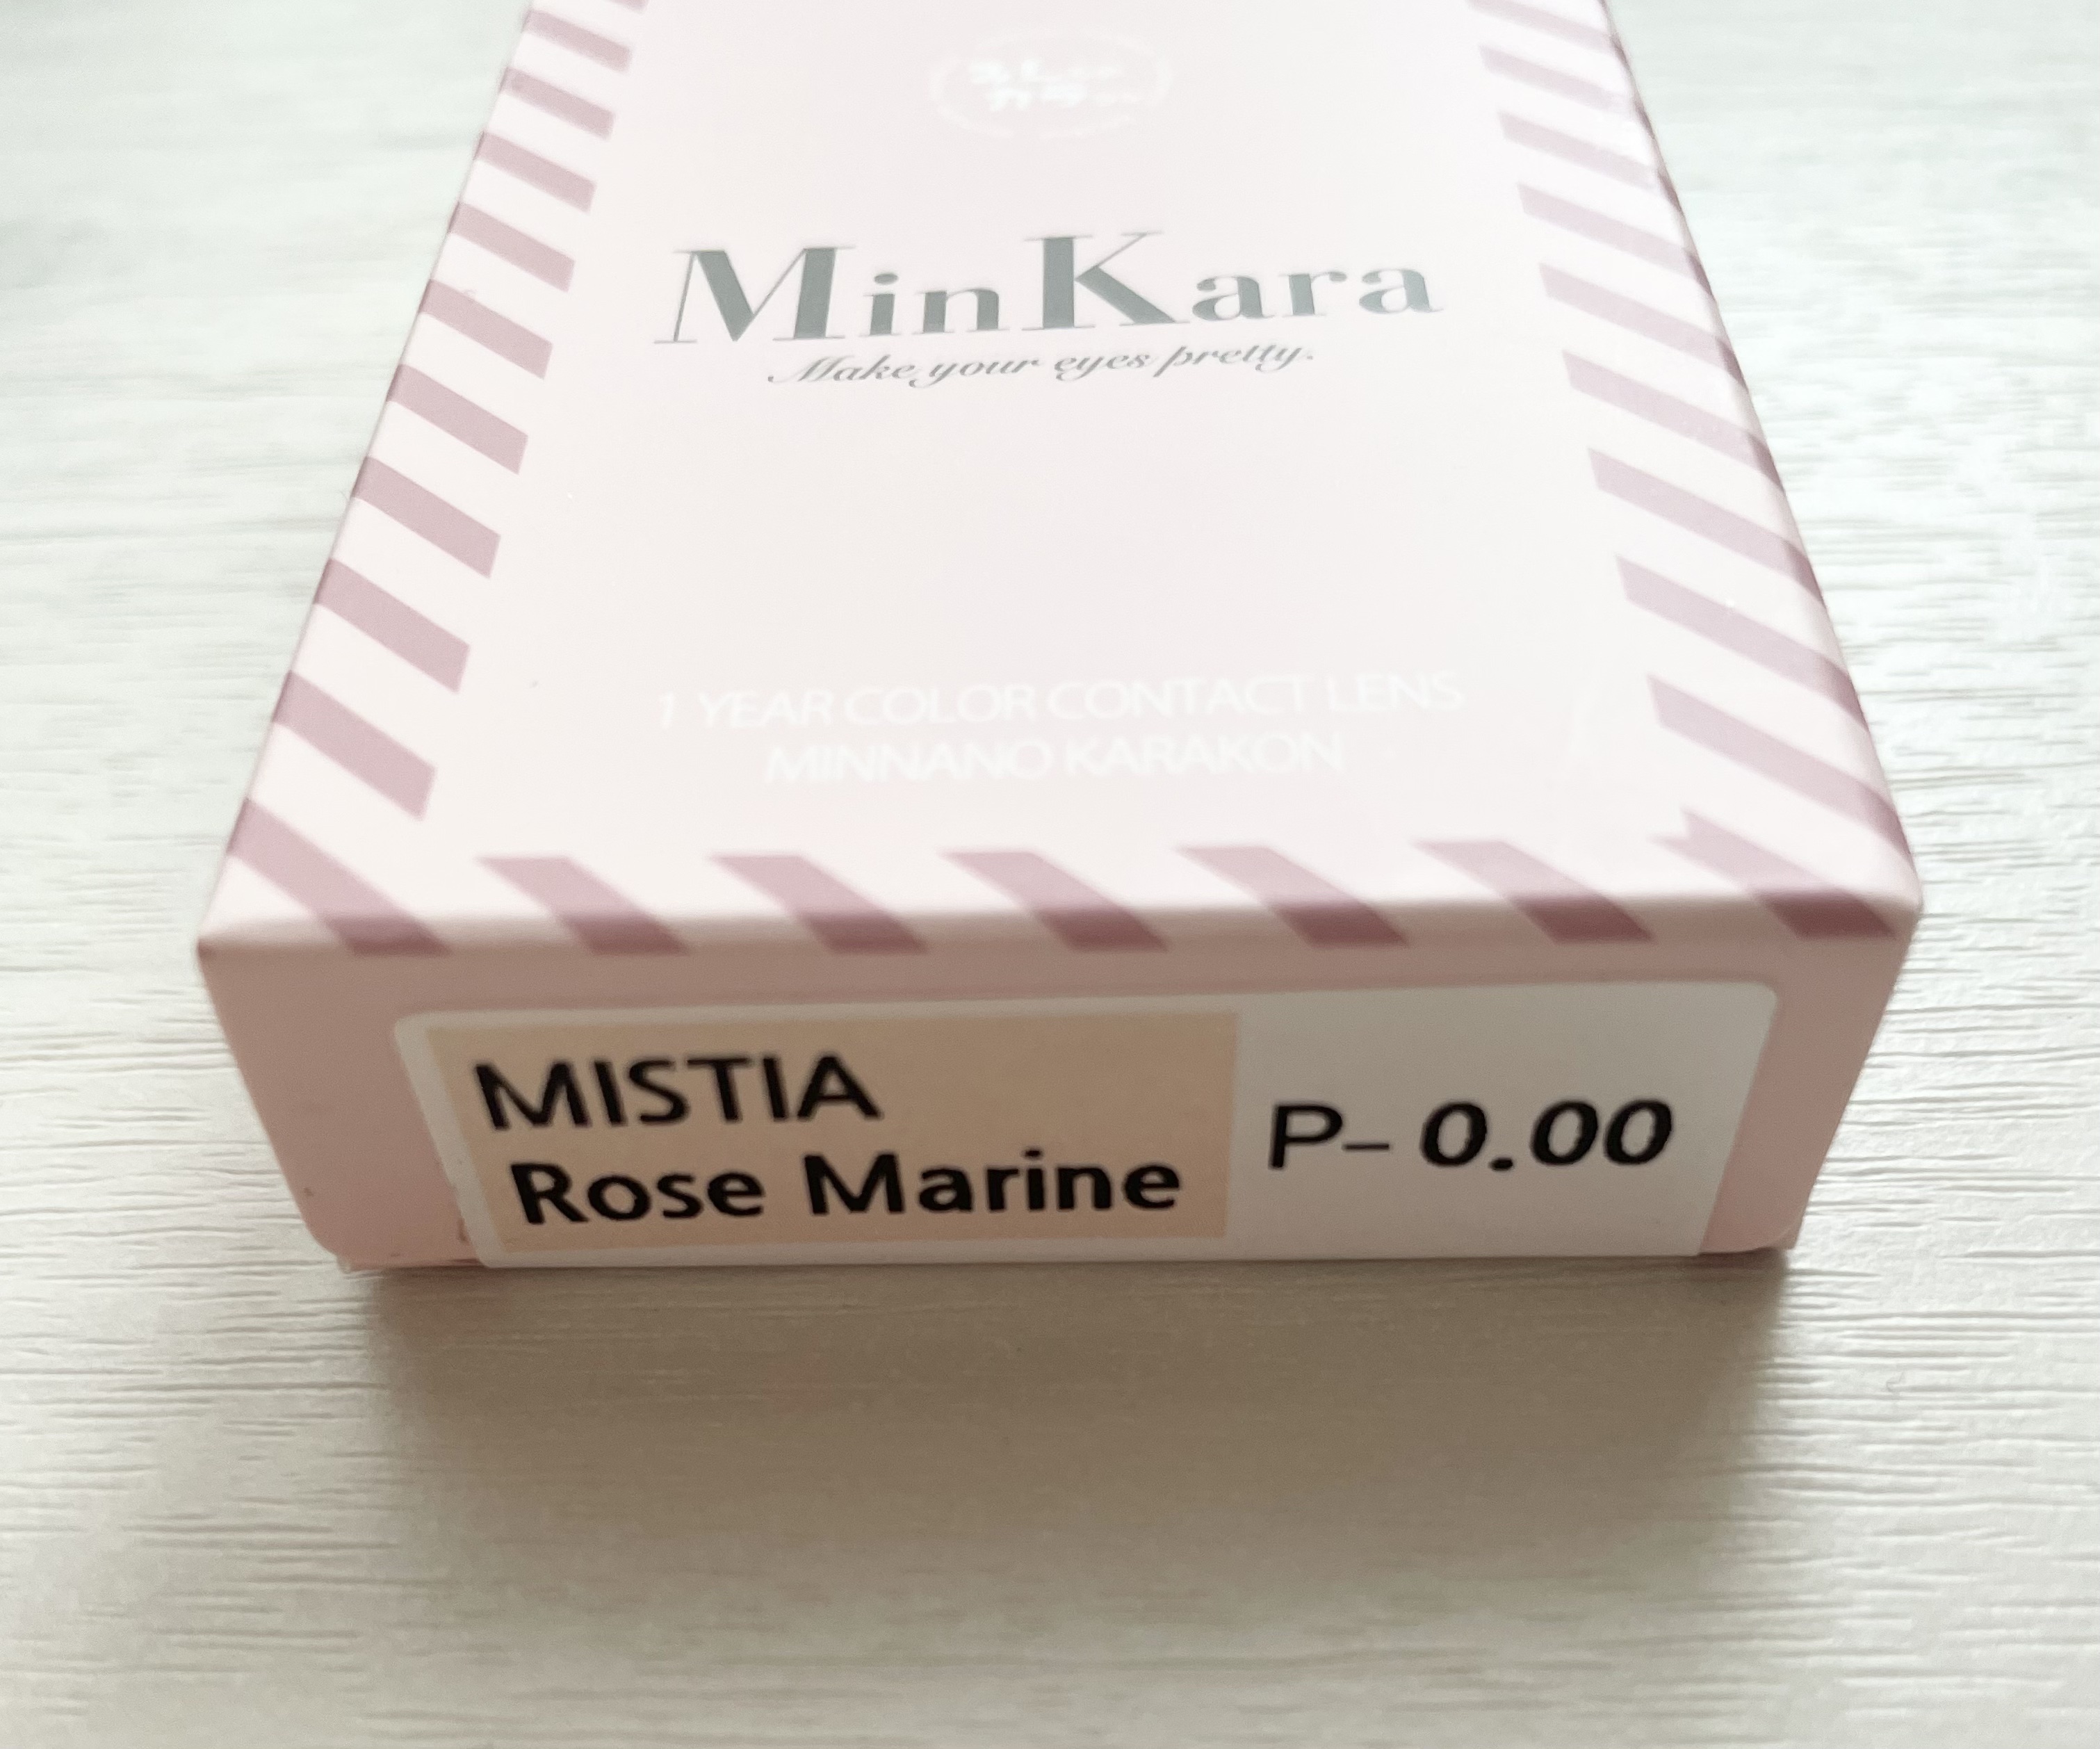 MinKara
Make your eyes pretty.
1 YEAR COLOR CONTACT LENS
MINNANO KARAKON
MISTIA
Rose Marine
P– 0.00